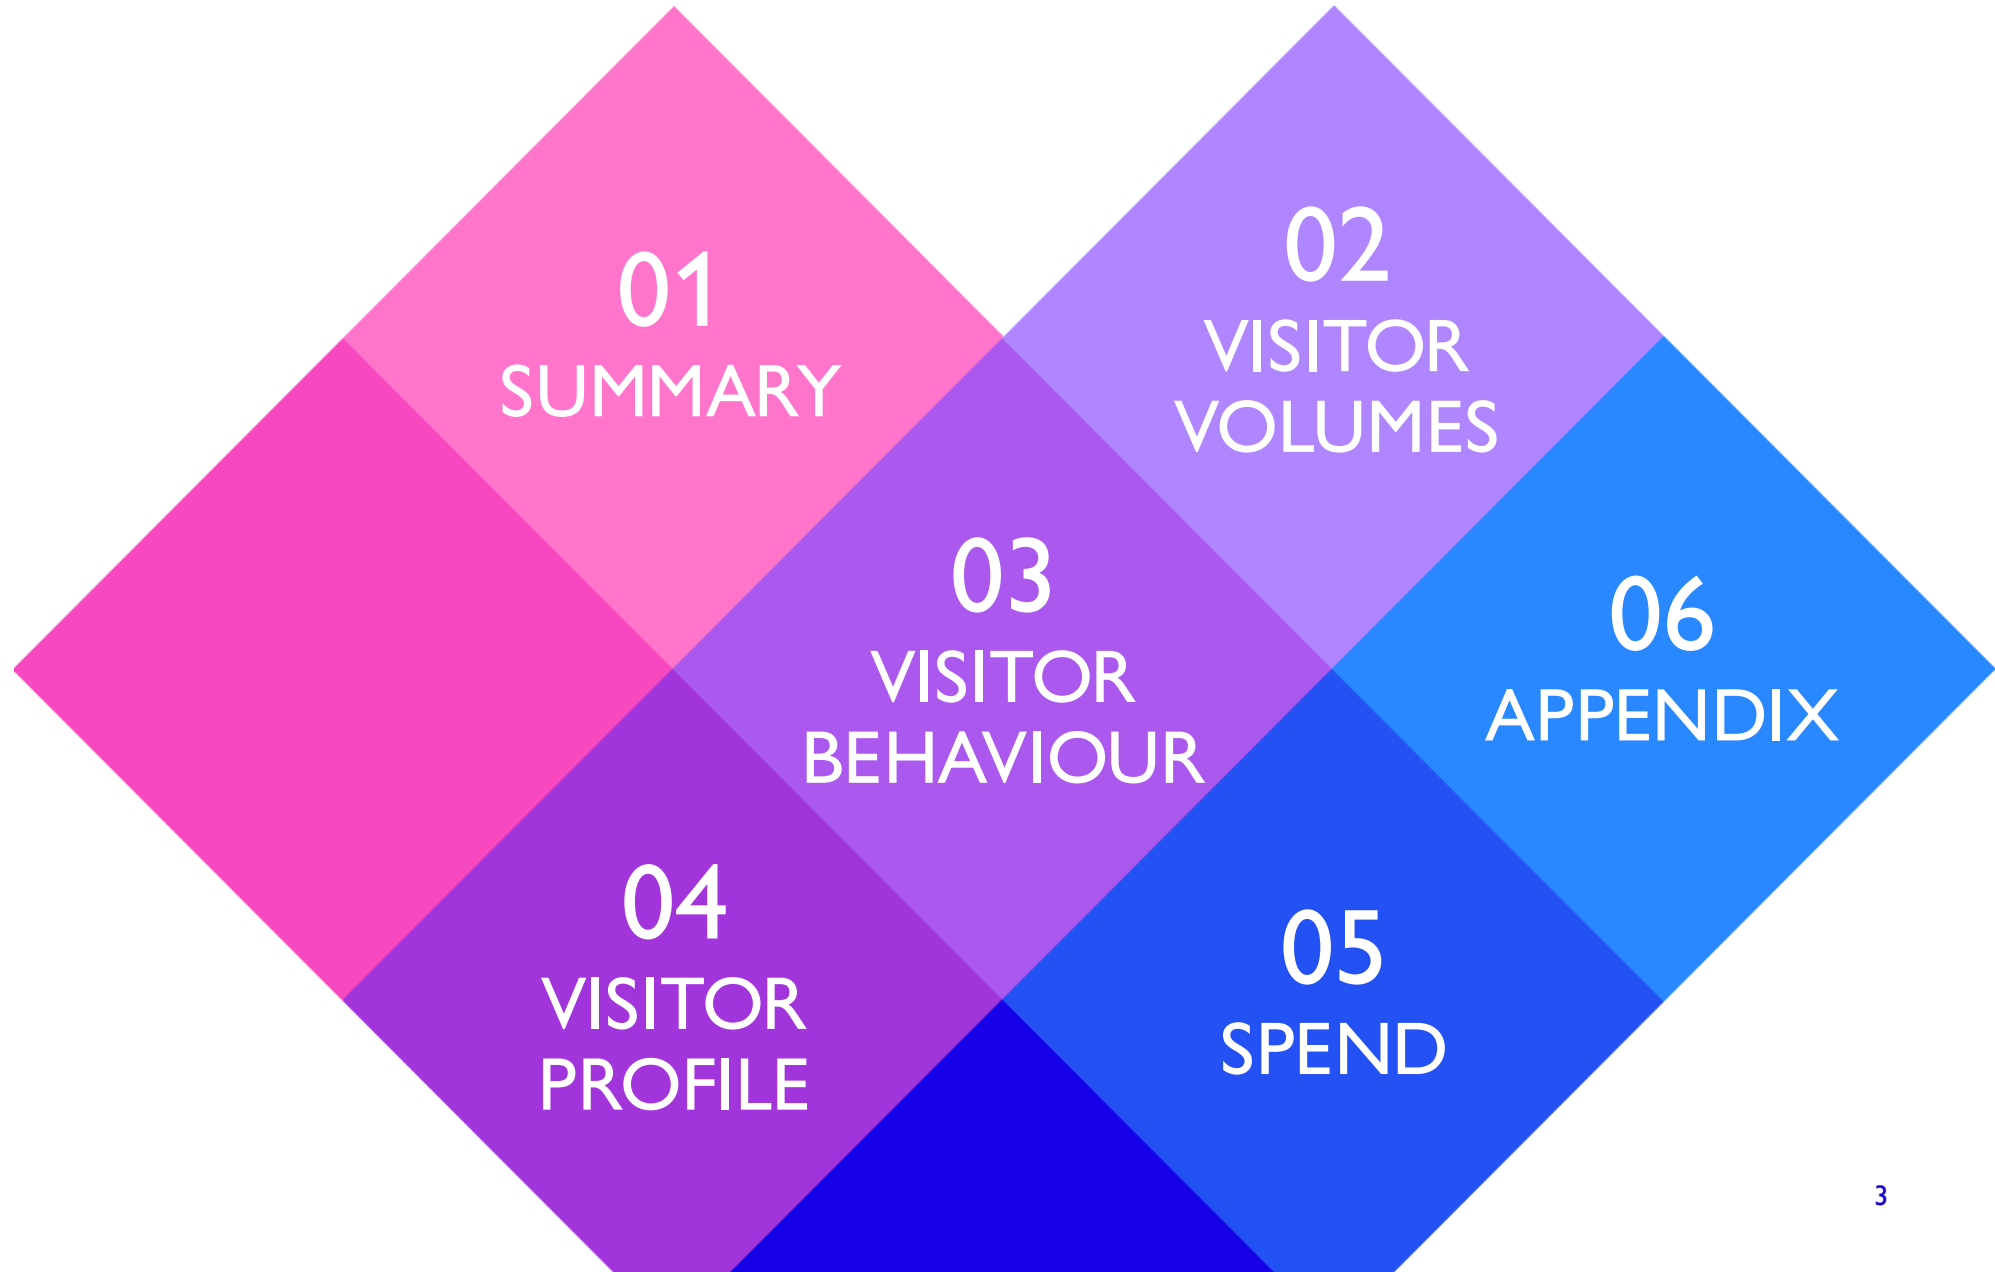 01
SUMMARY
02
VISITOR
VOLUMES
03
VISITOR
BEHAVIOUR
04
VISITOR
PROFILE
05
SPEND
06
APPENDIX
3